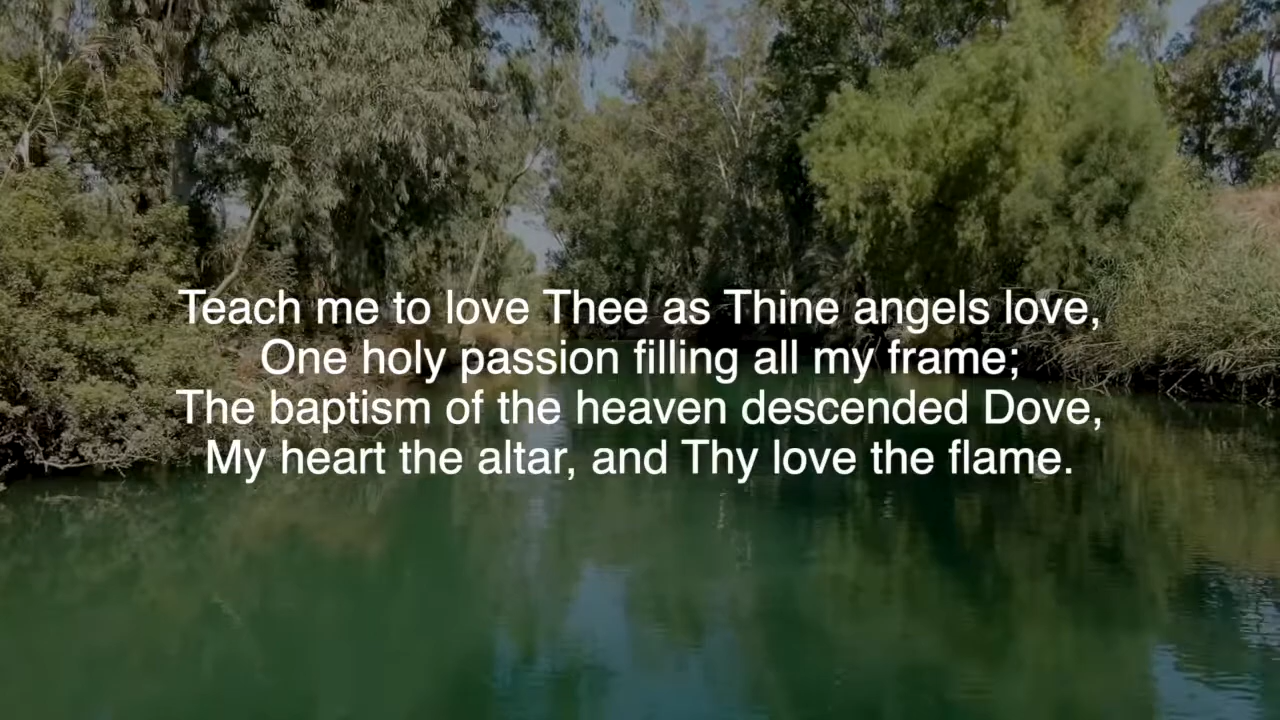 Teach me to love Thee as Thine angels love,
One holy passion filling all my frame;
The baptism of the heaven descended Dove,
My heart the altar, and Thy love the flame.